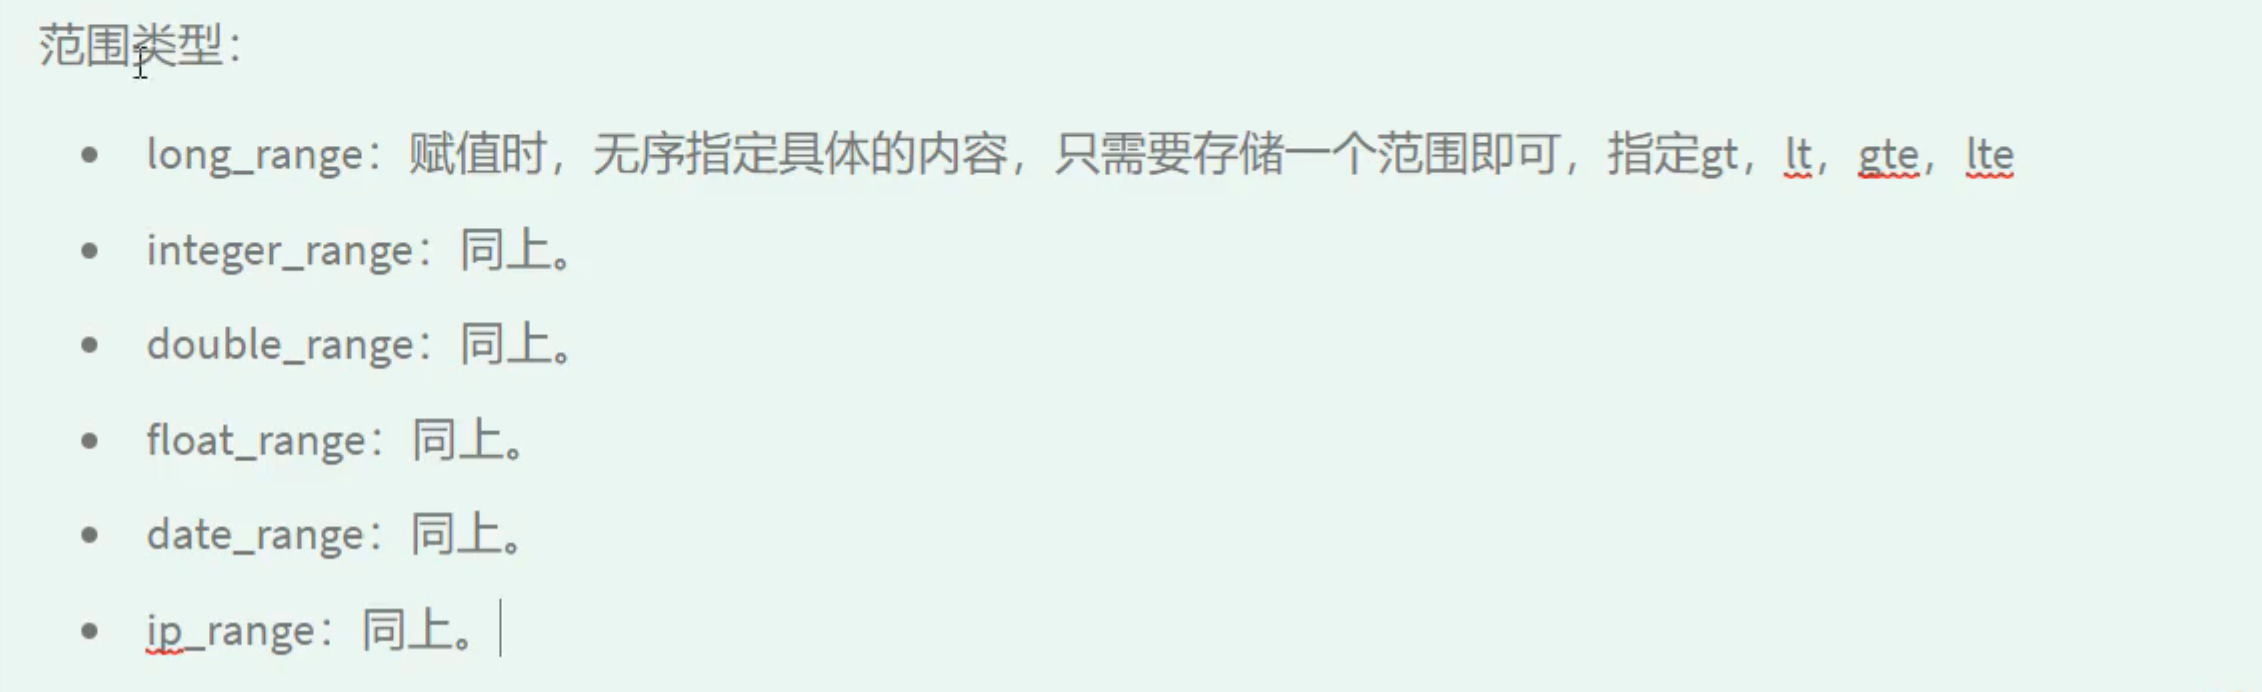 范围类型：
long_range：赋值时，无序指定具体的内容，只需要存储一个范围即可，指定gt，lt，gte，lte
integer_range：同上。
double_range：同上。
float_range：同上。
date_range：同上。
ip_range：同上。